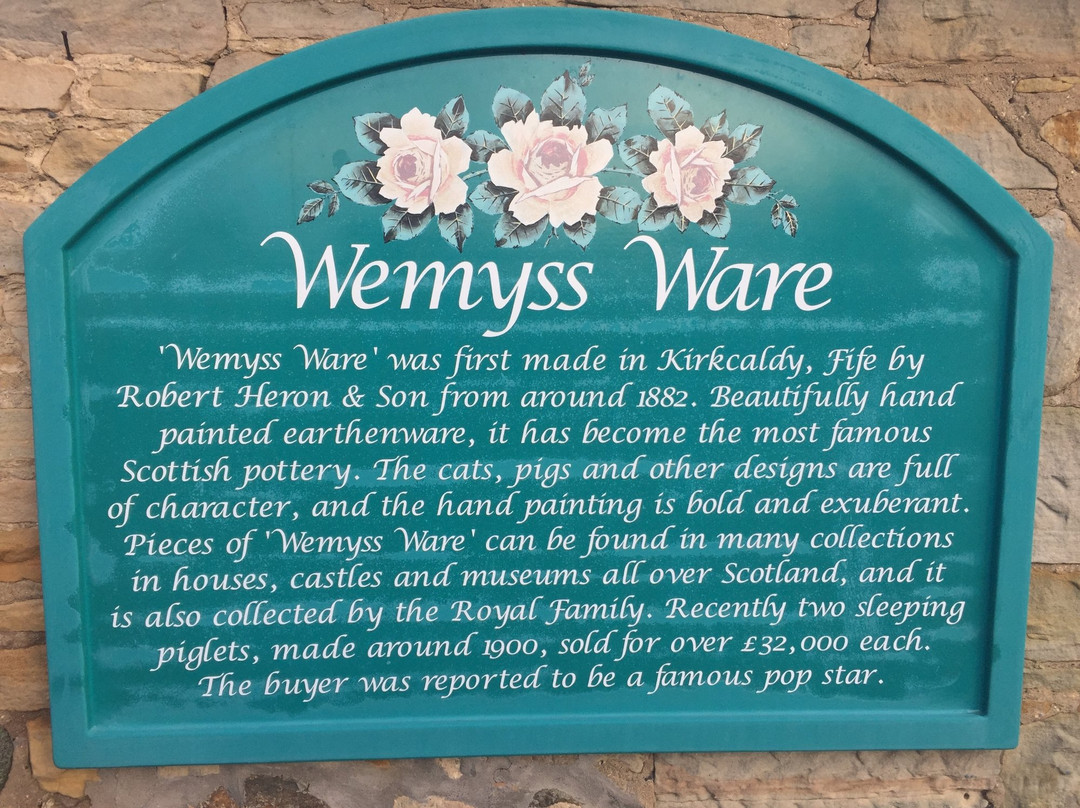 Wemyss Ware
'Wemyss Ware' was first made in Kirkcaldy, Fife by
Robert Heron & Son from around 1882. Beautifully hand
painted earthenware, it has become the most famous
Scottish pottery. The cats, pigs and other designs are full
of character, and the hand painting is bold and exuberant.
Pieces of 'Wemyss Ware' can be found in many collections
in houses, castles and museums all over Scotland, and it
is also collected by the Royal Family. Recently two sleeping
piglets, made around 1900, sold for over £32,000 each.
The buyer was reported to be a famous pop star.